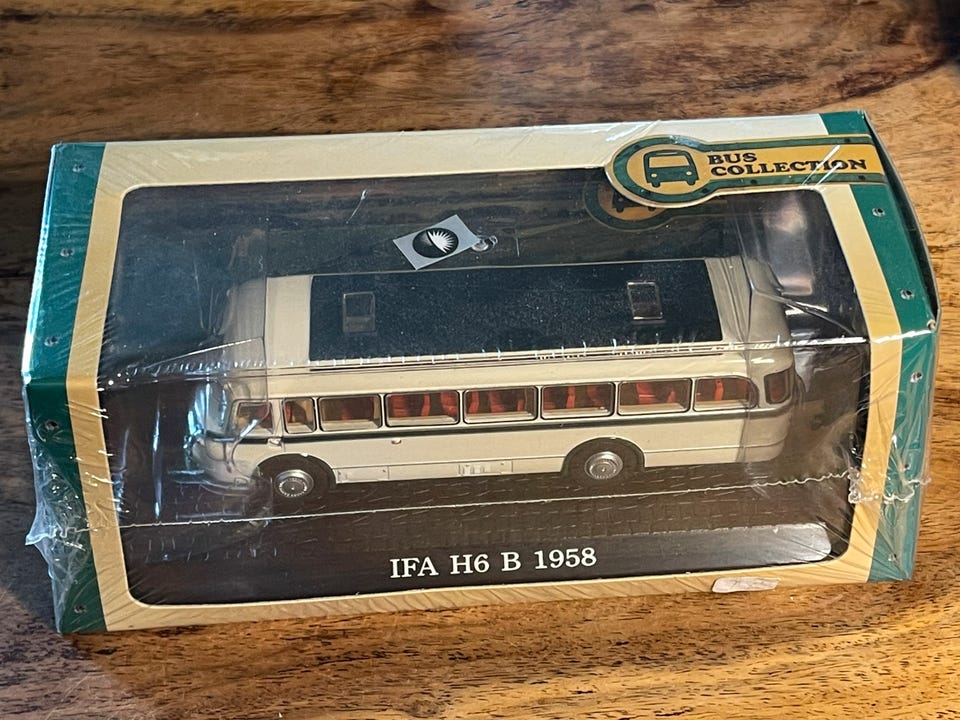 BUS
COLLECTION
IFA H6 B 1958